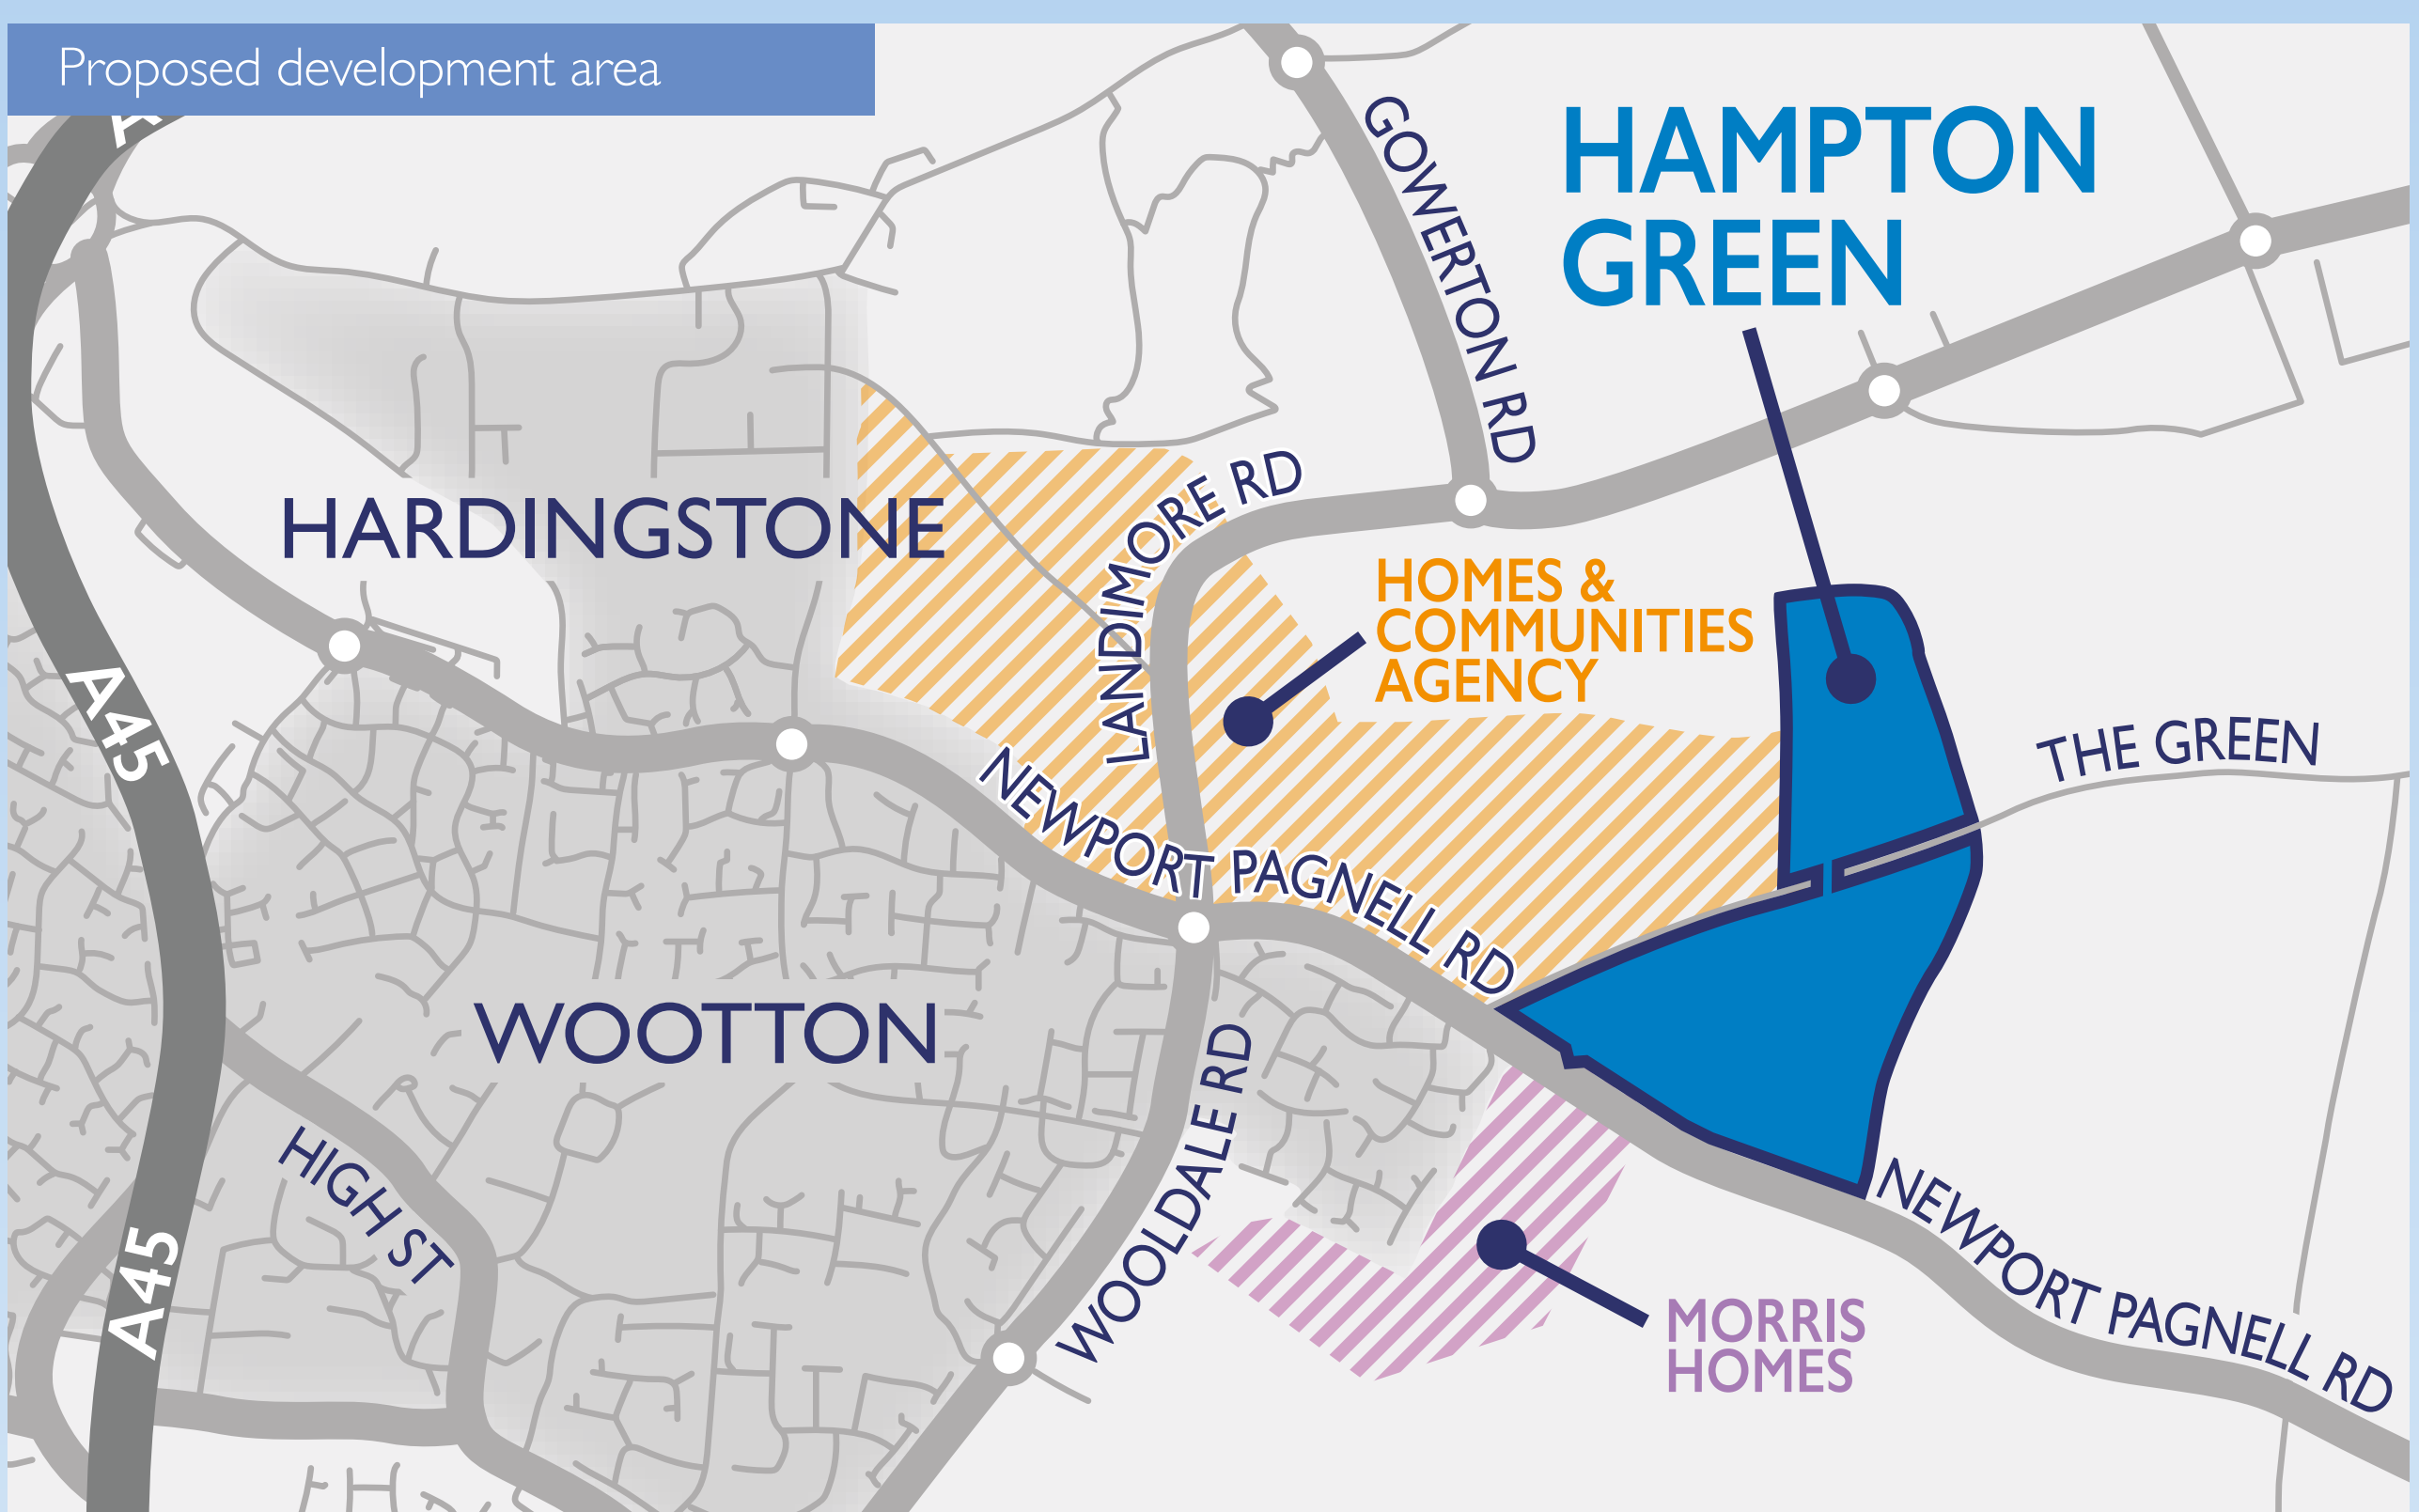 Proposed development area
A45
A45
HAMPTON
GREEN
GOWERTON RD
HARDINGSTONE
LANDIMORE RD
HOME &
COMMUNITIES
AGENCY
THE GREEN
NEWPORT PAGNELL RD
WOOTTON
WOOLDALE RD
HIGH ST
MORRIS
HOMES
NEWPORT PAGNELL RD